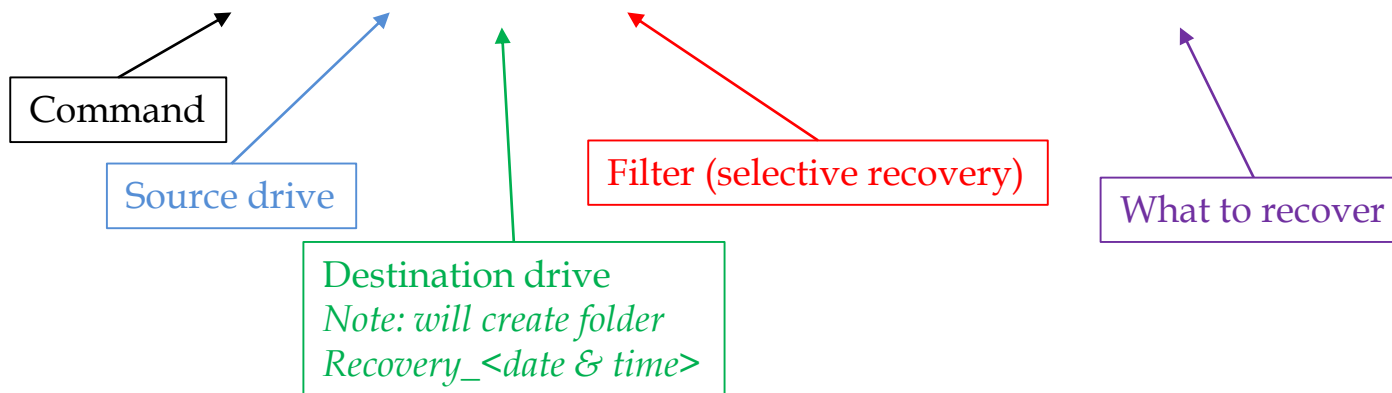 Command
Source drive
Filter (selective recovery)
What to recover
Destination drive
Note: will create folder
Recovery_<date & time>